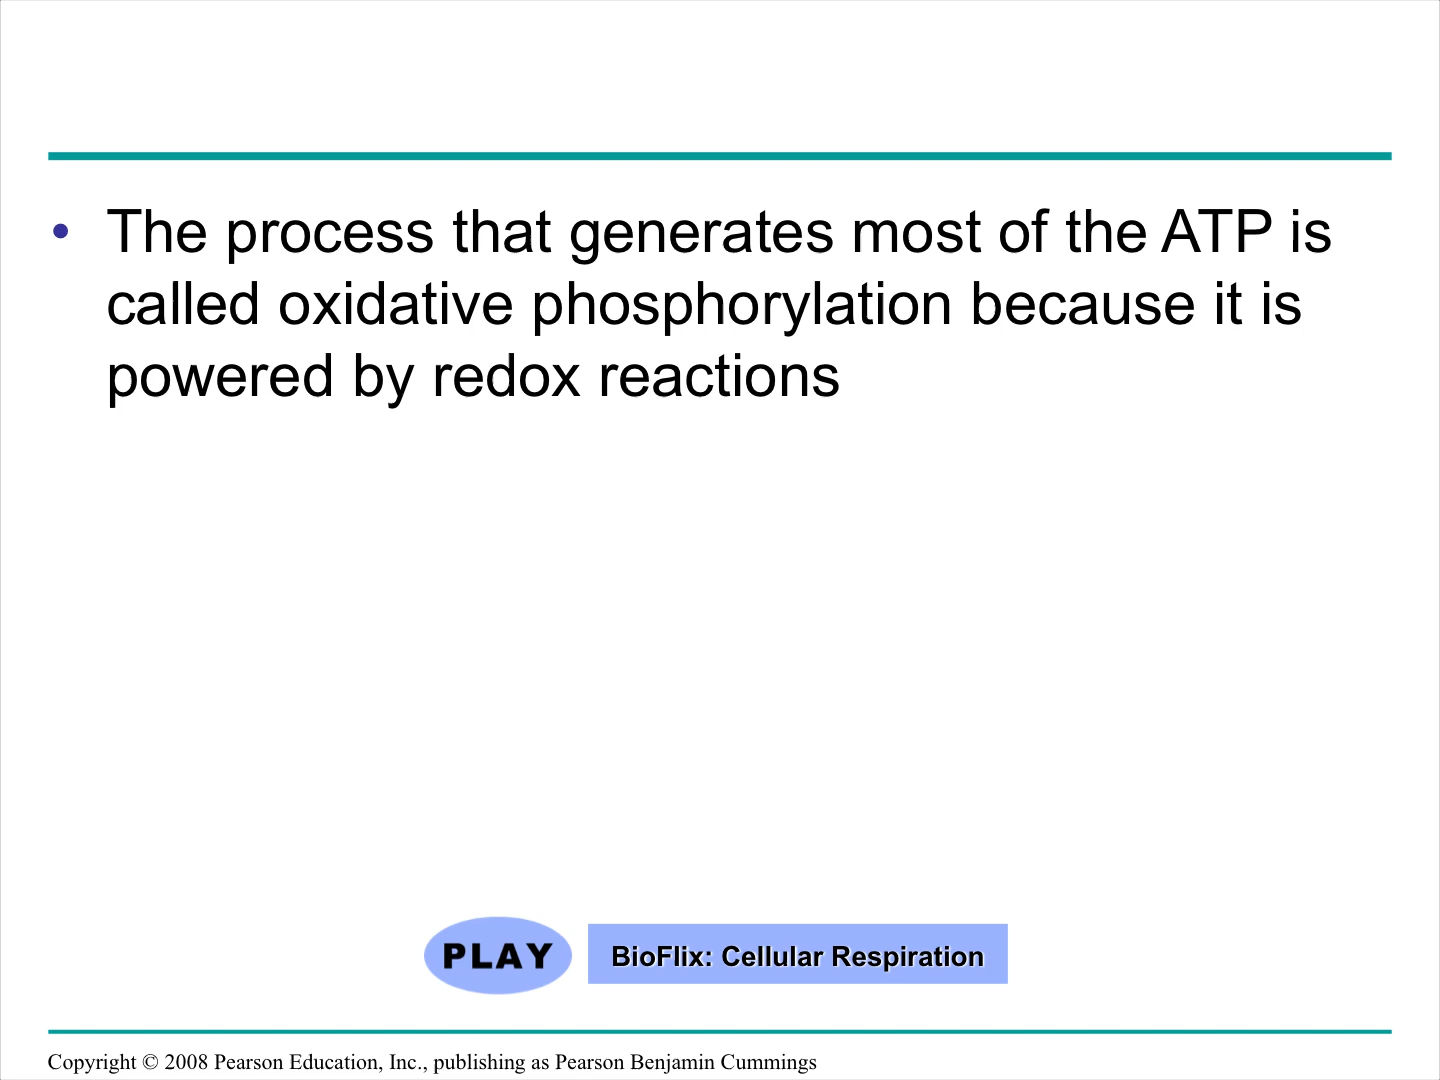 • The process that generates most of the ATP is
called oxidative phosphorylation because it is
powered by redox reactions
PLAY BioFlix: Cellular Respiration
Copyright © 2008 Pearson Education, Inc., publishing as Pearson Benjamin Cummings